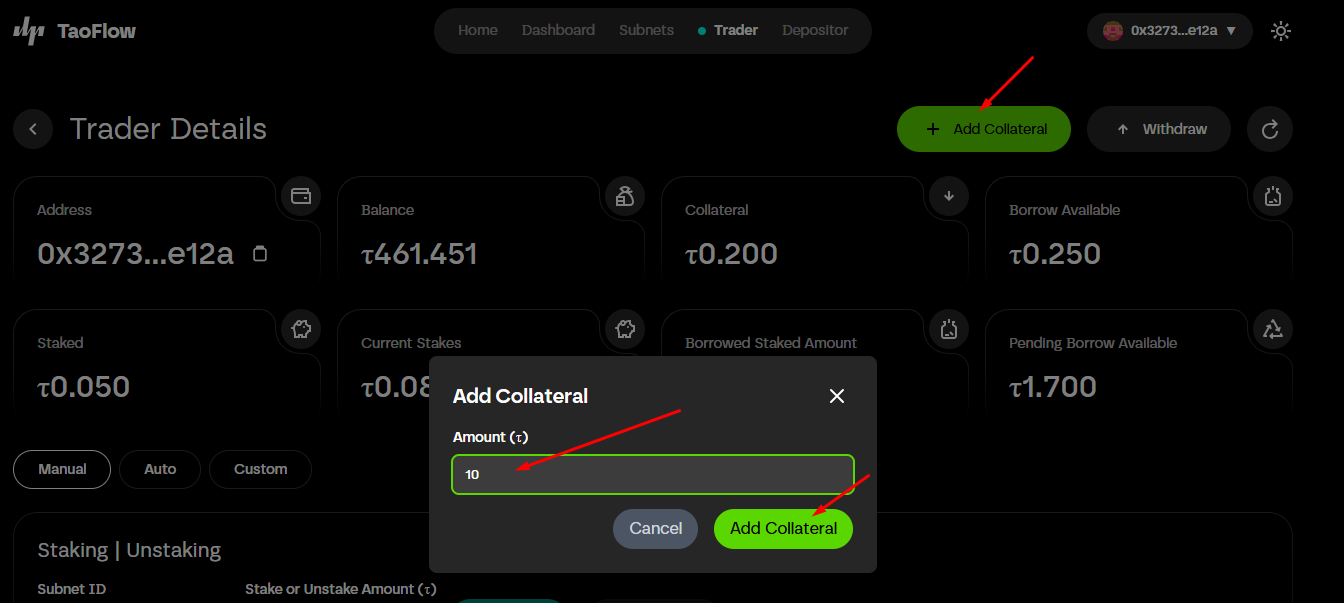 TaoFlow
Home Dashboard Subnets Trader Depositor
0x3273...e12a
Trader Details
Add Collateral
Withdraw
Address
0x3273...e12a
Balance
τ461.451
Collateral
τ0.200
Borrow Available
τ0.250
Staked
τ0.050
Current Stakes
τ0.08
Borrowed Staked Amount
Pending Borrow Available
τ1.700
Add Collateral
Amount (τ)
10
Cancel
Add Collateral
Manual
Auto
Custom
Staking | Unstaking
Subnet ID
Stake or Unstake Amount (τ)